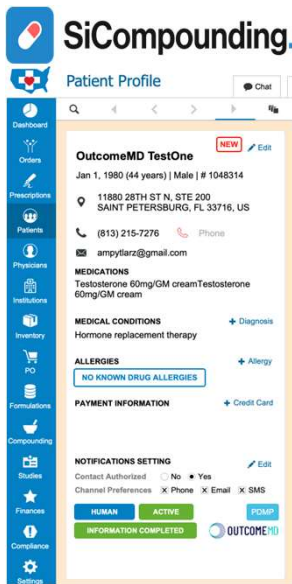 SiCompounding.
Patient Profile
Chat
Dashboard
Orders
Prescriptions
Patients
Physicians
Institutions
Inventory
PO
Formulations
Compounding
Studies
Finances
Compliance
Settings
NEW
Edit
OutcomeMD TestOne
Jan 1, 1980 (44 years) | Male | # 1048314
11880 28TH ST N, STE 200
SAINT PETERSBURG, FL 33716, US
(813) 215-7276 Phone
ampytlarz@gmail.com
MEDICATIONS
Testosterone 60mg/GM creamTestosterone
60mg/GM cream
MEDICAL CONDITIONS + Diagnosis
Hormone replacement therapy
ALLERGIES + Allergy
NO KNOWN DRUG ALLERGIES
PAYMENT INFORMATION + Credit Card
NOTIFICATIONS SETTING Edit
Contact Authorized No Yes
Channel Preferences Phone Email SMS
HUMAN ACTIVE PDMP
INFORMATION COMPLETED OUTCOMEMD